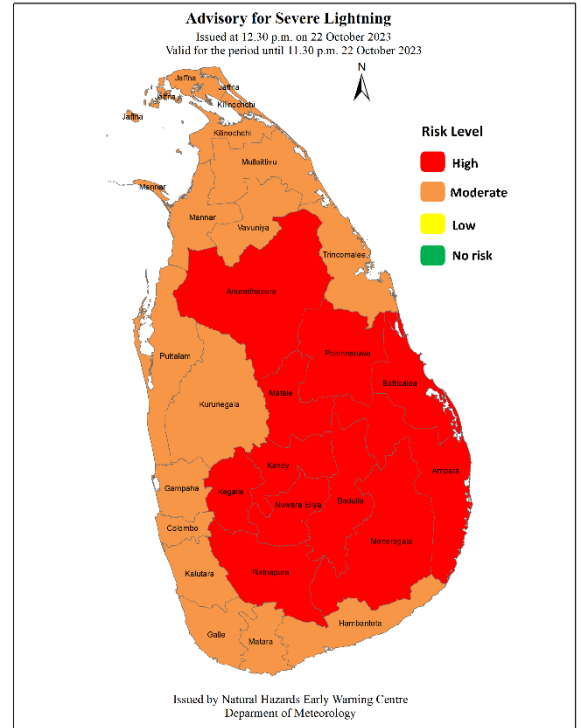 Advisory for Severe Lightning
Issued at 12.30 p.m. on 22 October 2023
Valid for the period until 11.30 p.m. 22 October 2023
N
Jaffna
Jaffna
Jaffna
Kilinochchi
Jaffna
Kilinochchi
Mullaitivu
Mannar
Mannar
Vavuniya
Trincomalee
Anuradhapura
Puttalam
Polonnaruwa
Batticaloa
Matale
Kurunegala
Kandy
Ampara
Gampaha
Kegalle
Nuwara Eliya
Badulla
Colombo
Moneragala
Kalutara
Ratnapura
Hambantota
Galle
Matara
Risk Level
High
Moderate
Low
No risk
Issued by Natural Hazards Early Warning Centre
Deparment of Meteorology